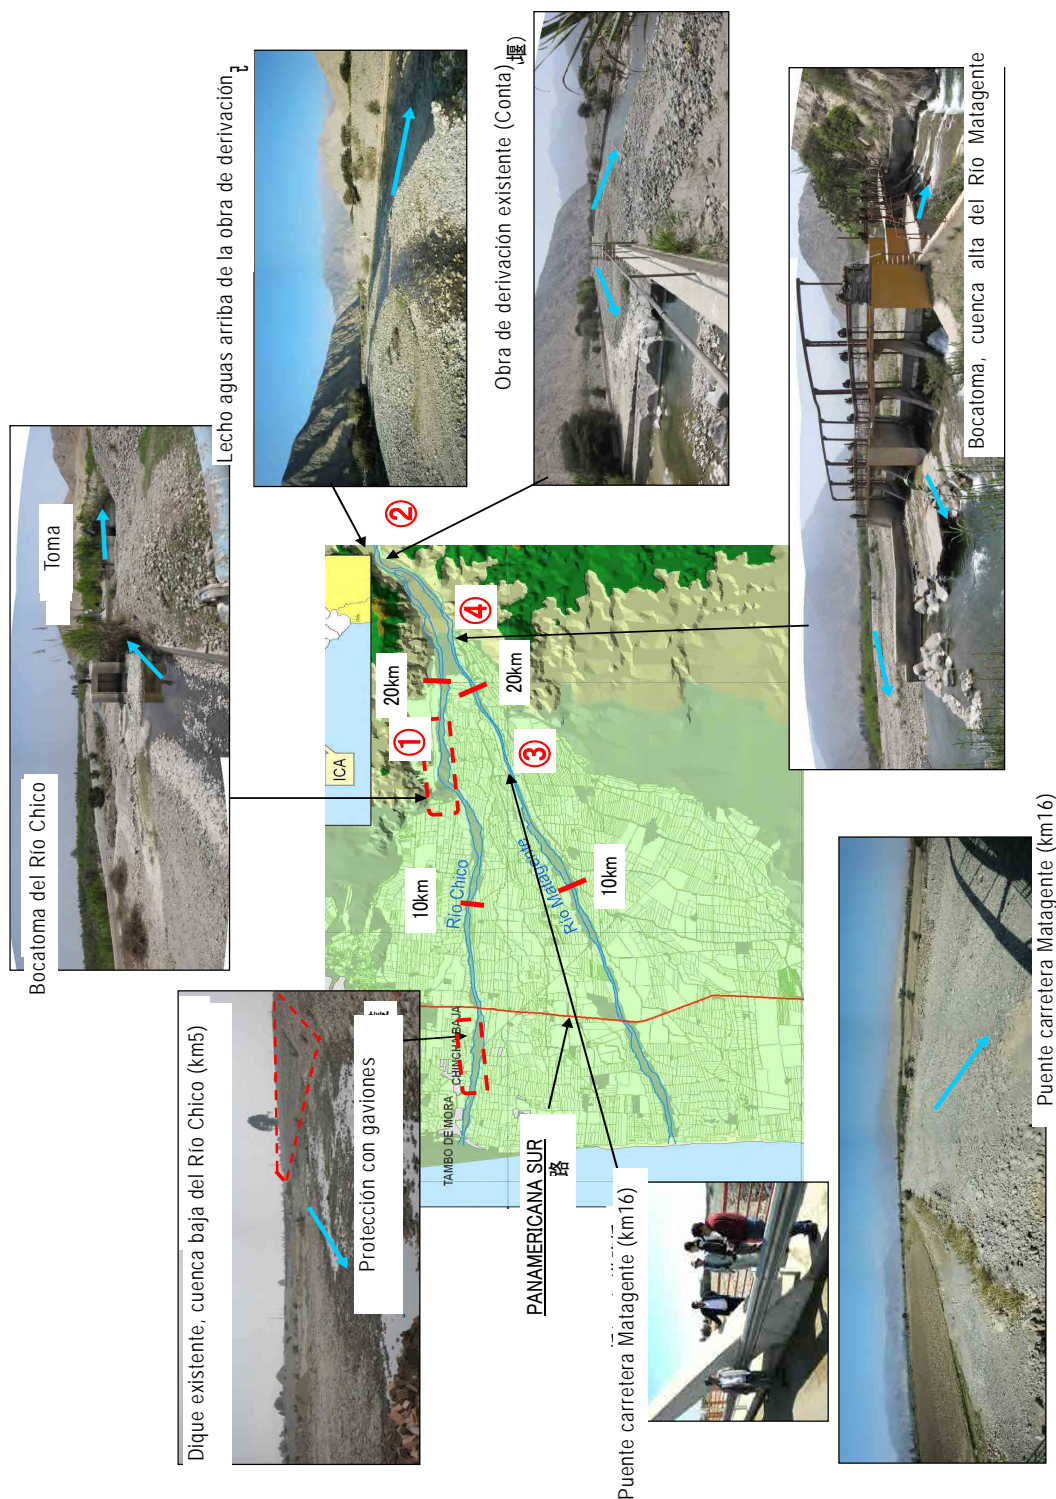 Lecho aguas arriba de la obra de derivación
Obra de derivación existente (Conta)
堰)
Bocatoma, cuenca alta del Río Matagente
Toma
Bocatoma del Río Chico
②
④
20km
20km
①
③
ICA
Río Chico
10km
Río Matagente
10km
CHINCHA BAJA
TAMBO DE MORA
Dique existente, cuenca baja del Río Chico (km5)
Protección con gaviones
PANAMERICANA SUR
路
Puente carretera Matagente (km16)
Puente carretera Matagente (km16)